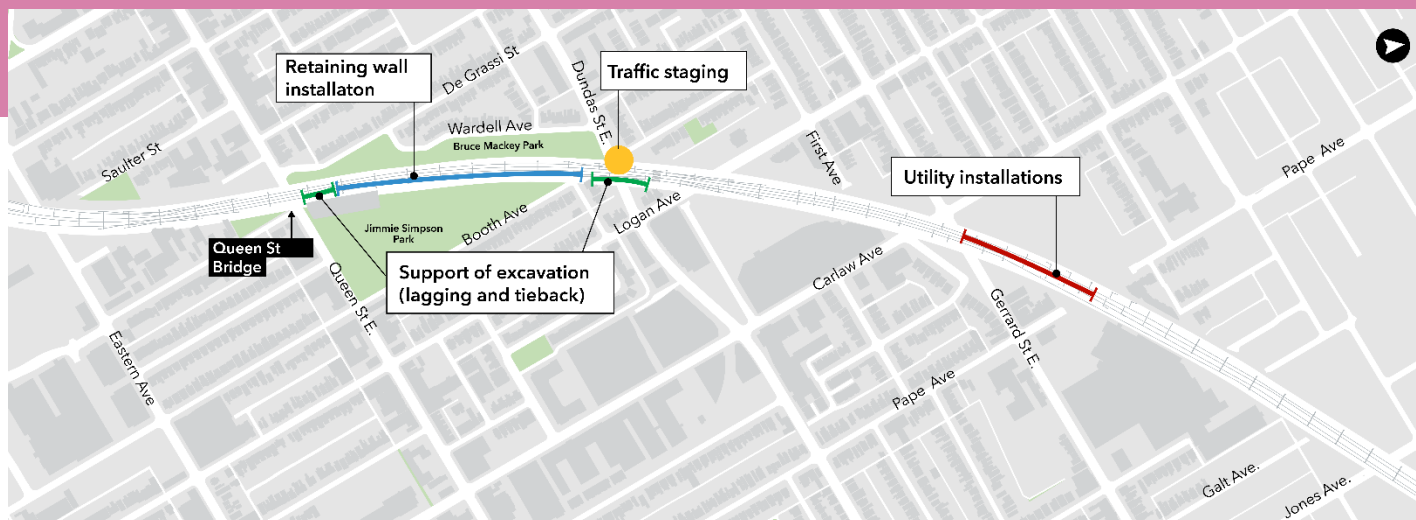 Retaining wall
installaton
De Grassi St
Dundas St E.
Traffic staging
Wardell Ave
Bruce Mackey Park
Saulter St
First Ave
Pape Ave
Utility installations
Logan Ave
Booth Ave
Jimmie Simpson
Park
Queen St
Bridge
Support of excavation
(lagging and tieback)
Queen St E.
Carlaw Ave
Gerrard St E.
Eastern Ave
Pape Ave
Galt Ave.
Jones Ave.